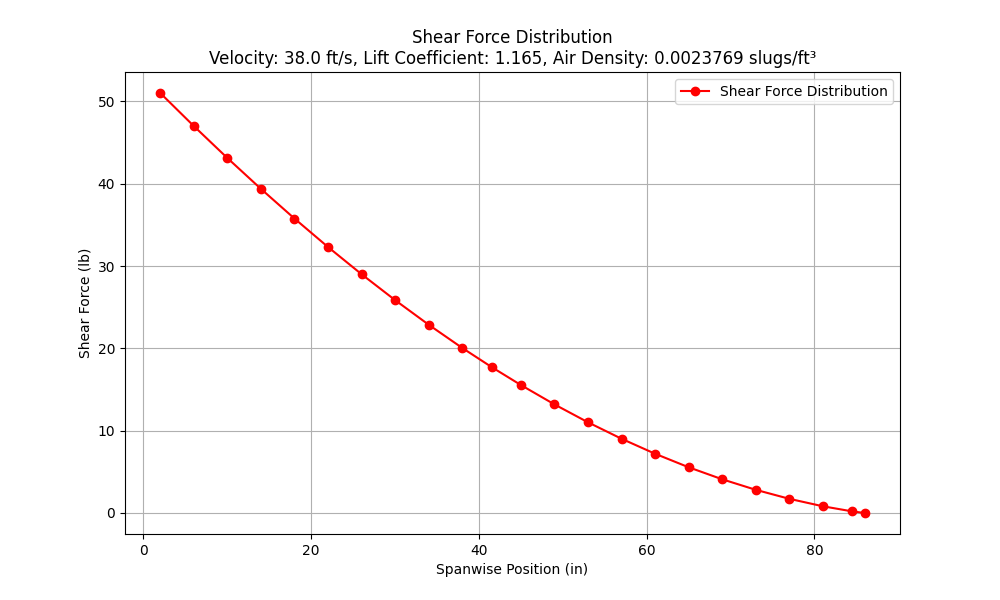 Shear Force Distribution
Velocity: 38.0 ft/s, Lift Coefficient: 1.165, Air Density: 0.0023769 slugs/ft³
Shear Force Distribution
50
40
30
20
10
0
Shear Force (lb)
0 20 40 60 80
Spanwise Position (in)